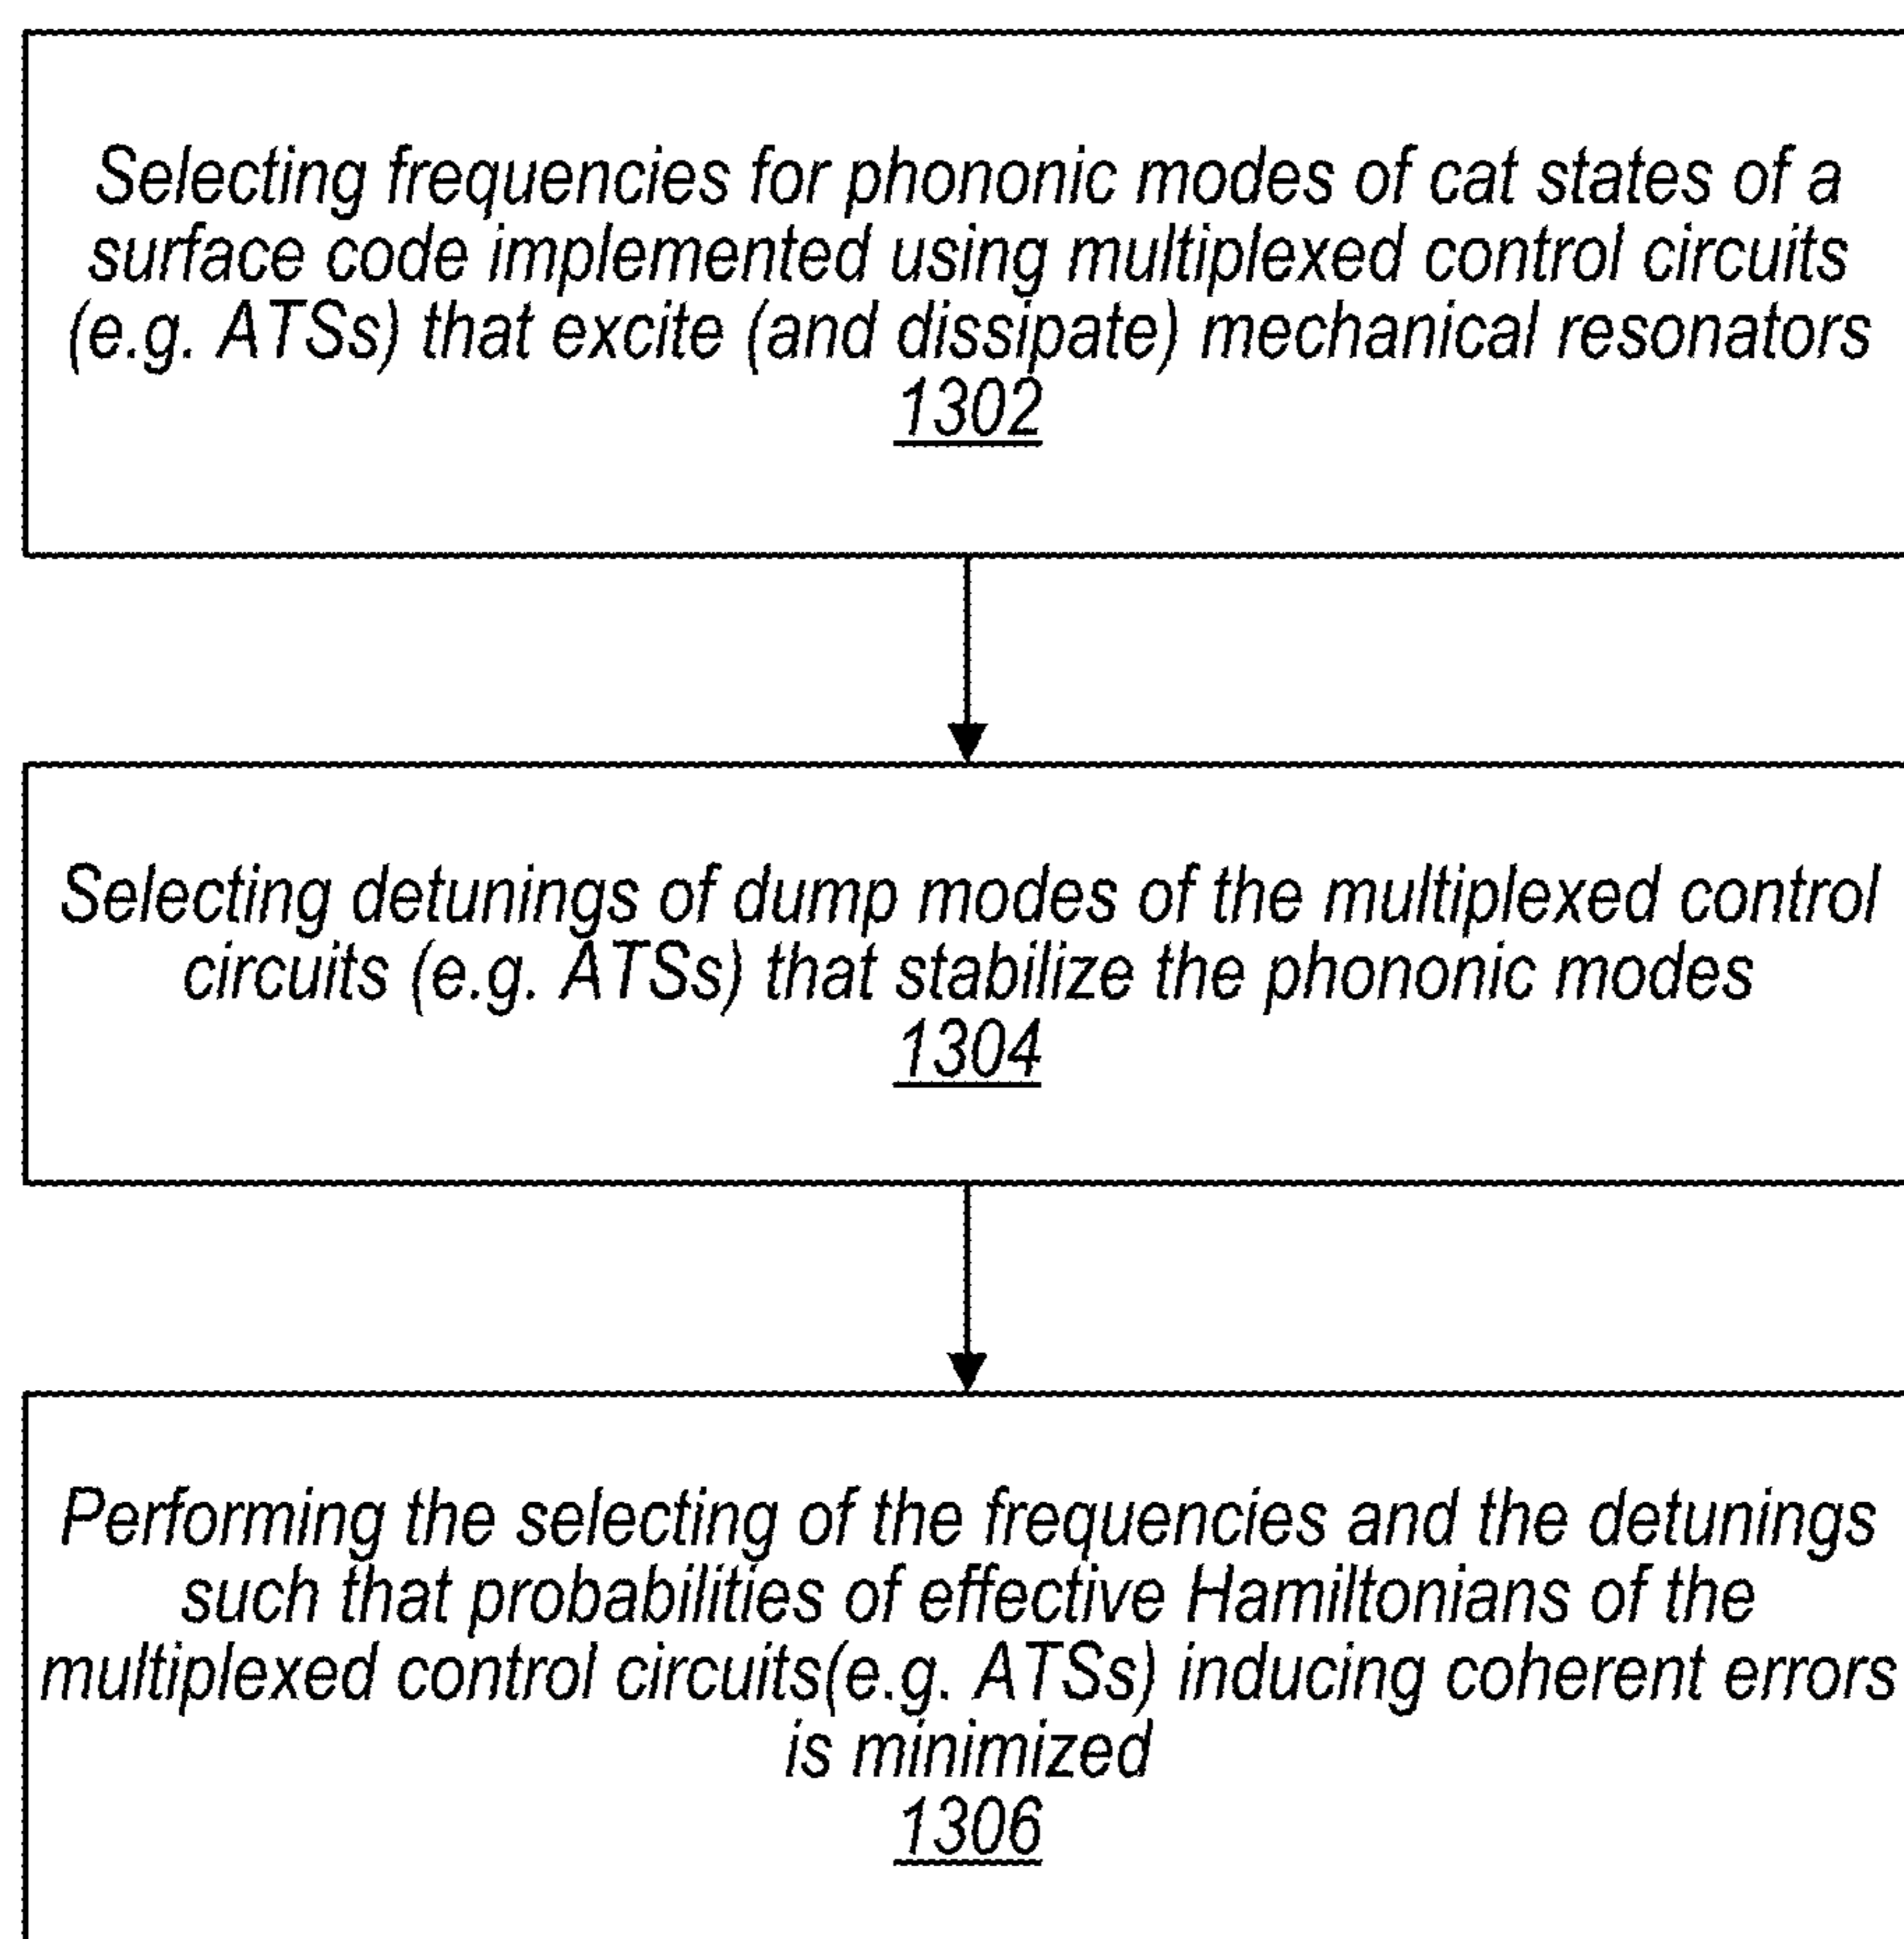 Selecting frequencies for phononic modes of cat states of a
surface code implemented using multiplexed control circuits
(e.g. ATSs) that excite (and dissipate) mechanical resonators
1302
Selecting detunings of dump modes of the multiplexed control
circuits (e.g. ATSs) that stabilize the phononic modes
1304
Performing the selecting of the frequencies and the detunings
such that probabilities of effective Hamiltonians of the
multiplexed control circuits(e.g. ATSs) inducing coherent errors
is minimized
1306